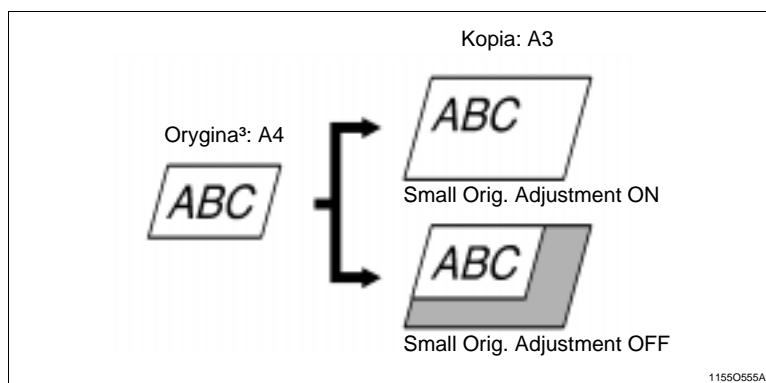 Kopia: A3
ABC
Orygina³: A4
ABC
Small Orig. Adjustment ON
ABC
Small Orig. Adjustment OFF
1155O555A